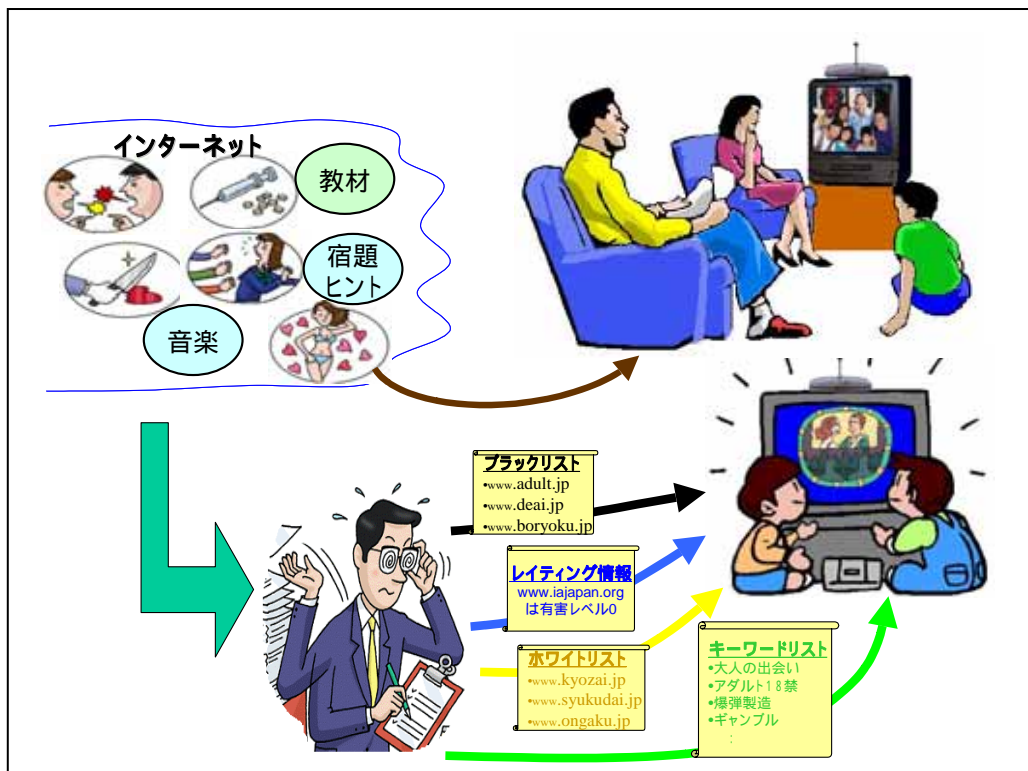 インターネット
教材
宿題
ヒント
音楽
ブラックリスト
•www.adult.jp
•www.deai.jp
•www.boryoku.jp
レイティング情報
www.iajapan.org
は有害レベル0
ホワイトリスト
•www.kyozai.jp
•www.syukudai.jp
•www.ongaku.jp
キーワードリスト
•大人の出会い
•アダルト18禁
•爆弾製造
•ギャンブル
: